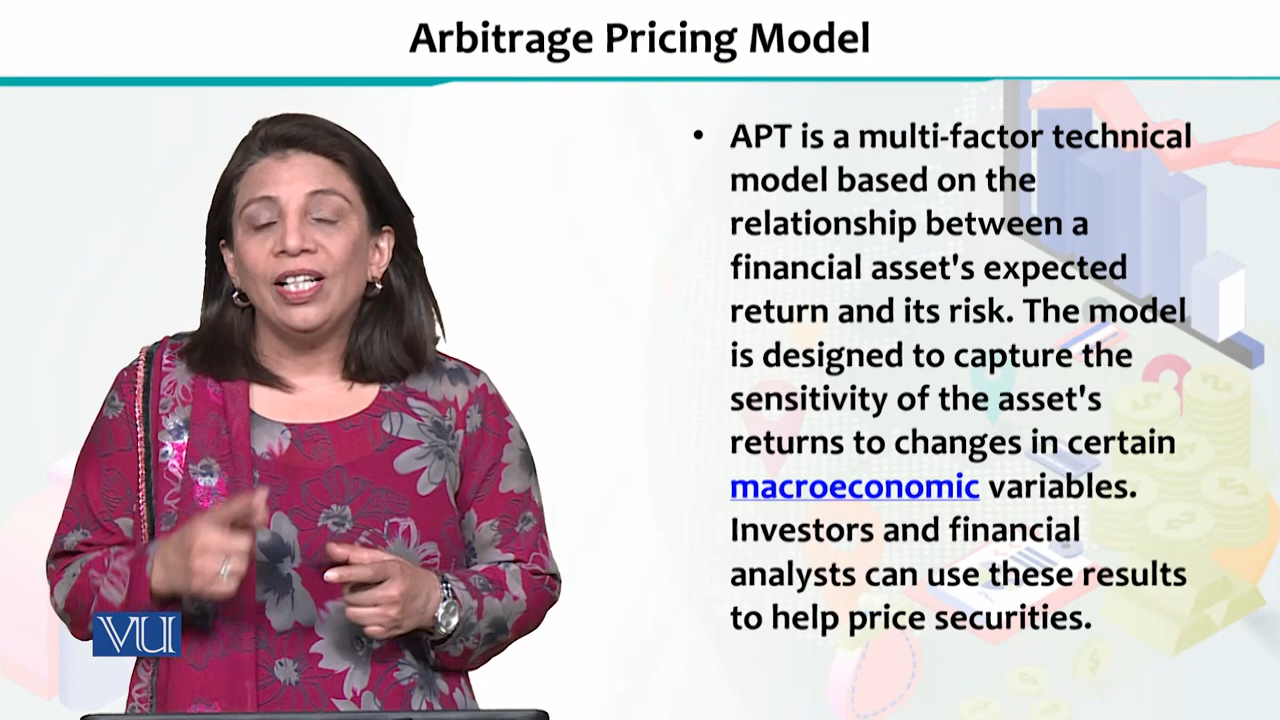 Arbitrage Pricing Model
• APT is a multi-factor technical
model based on the
relationship between a
financial asset's expected
return and its risk. The model
is designed to capture the
sensitivity of the asset's
returns to changes in certain
macroeconomic variables.
Investors and financial
analysts can use these results
to help price securities.
VU